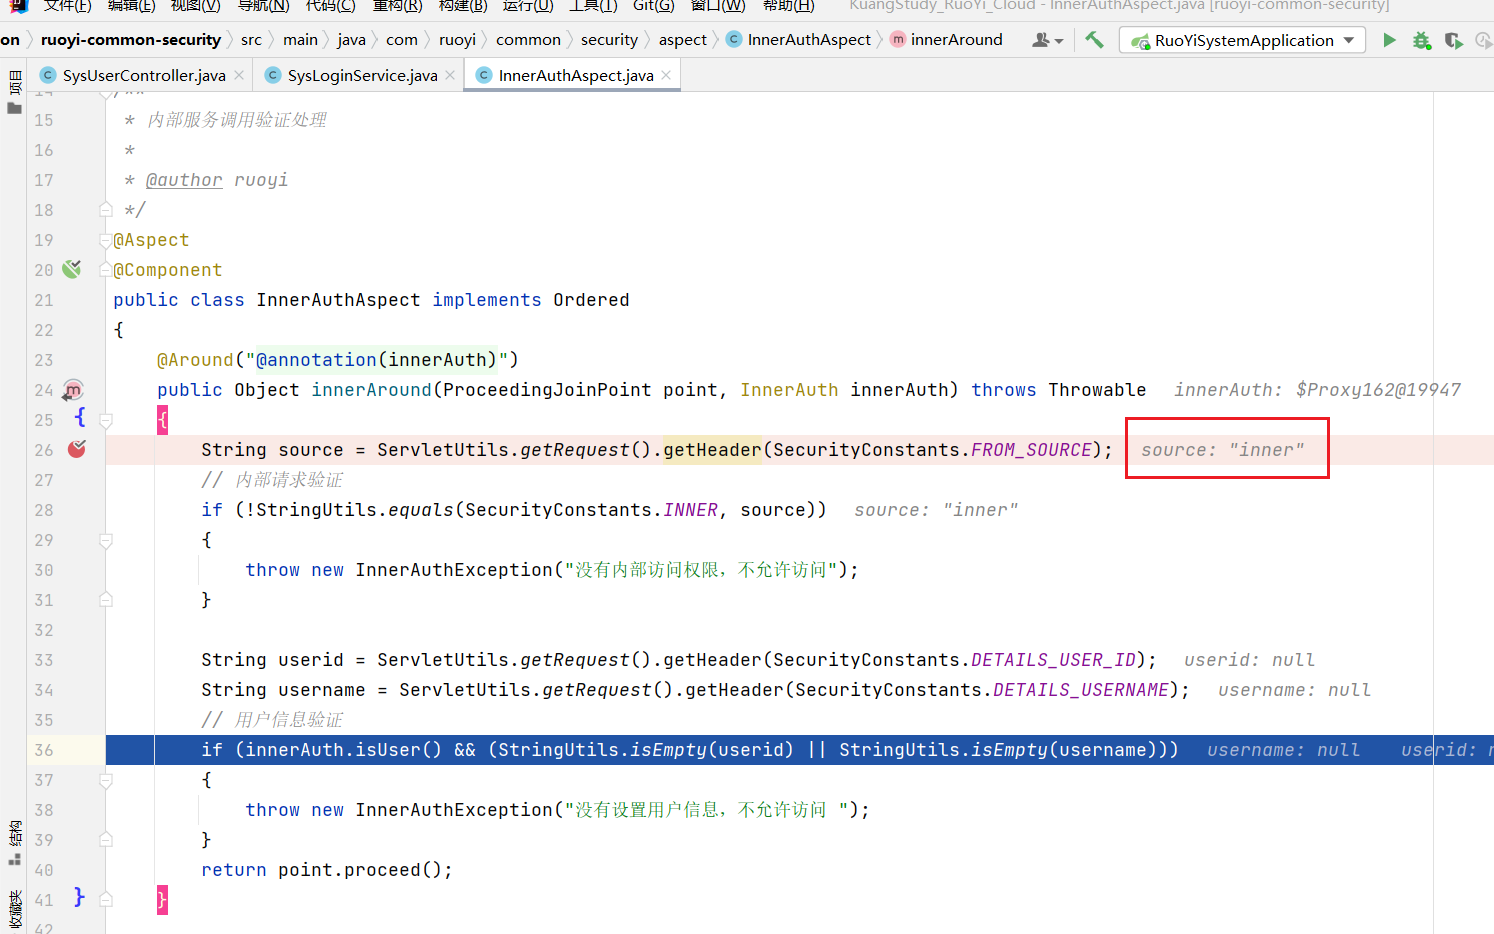 文件(F) 编辑(E) 视图(V) 导航(N) 代码(C) 重构(R) 构建(B) 运行(U) 工具(T) Git(G) 窗口(W) 帮助(H) KuangStudy_RuoYi_Cloud - InnerAuthAspect.java [ruoyi-common-security]
on ruoyi-common-security src main java com ruoyi common security aspect C InnerAuthAspect m innerAround RuoYiSystemApplication
项目
C SysUserController.java C SysLoginService.java C InnerAuthAspect.java
14 /**
15 * 内部服务调用验证处理
16 *
17 * @author ruoyi
18 */
19 @Aspect
20 @Component
21 public class InnerAuthAspect implements Ordered
22 {
23 @Around("@annotation(innerAuth)")
24 public Object innerAround(ProceedingJoinPoint point, InnerAuth innerAuth) throws Throwable innerAuth: $Proxy162@19947
25 {
26 String source = ServletUtils.getRequest().getHeader(SecurityConstants.FROM_SOURCE); source: "inner"
27 // 内部请求验证
28 if (!StringUtils.equals(SecurityConstants.INNER, source)) source: "inner"
29 {
30 throw new InnerAuthException("没有内部访问权限，不允许访问");
31 }
32
33 String userid = ServletUtils.getRequest().getHeader(SecurityConstants.DETAILS_USER_ID); userid: null
34 String username = ServletUtils.getRequest().getHeader(SecurityConstants.DETAILS_USERNAME); username: null
35 // 用户信息验证
36 if (innerAuth.isUser() && (StringUtils.isEmpty(userid) || StringUtils.isEmpty(username))) username: null userid: n
37 {
38 throw new InnerAuthException("没有设置用户信息，不允许访问 ");
39 }
40 return point.proceed();
41 }
42
结构
收藏夹